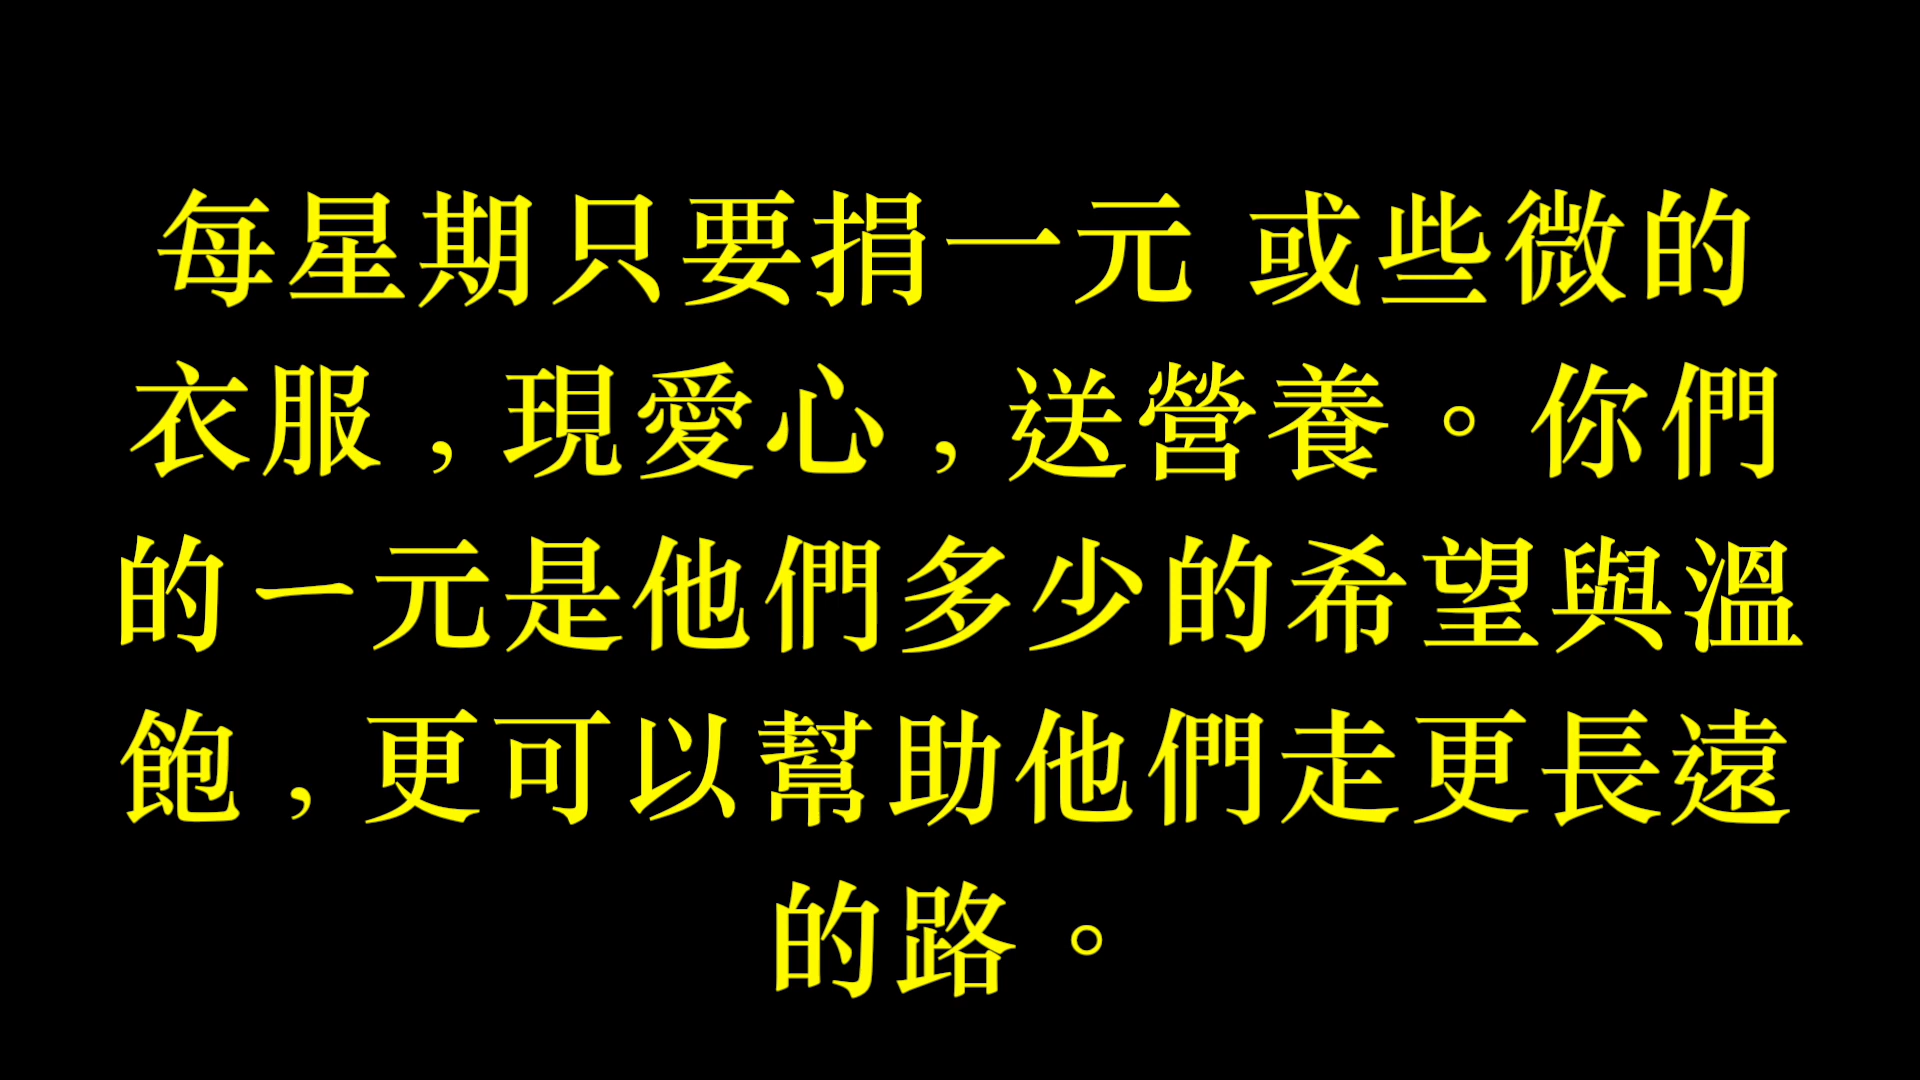 每星期只要捐一元 或些微的
衣服，現愛心，送營養。你們
的一元是他們多少的希望與溫
飽，更可以幫助他們走更長遠
的路。